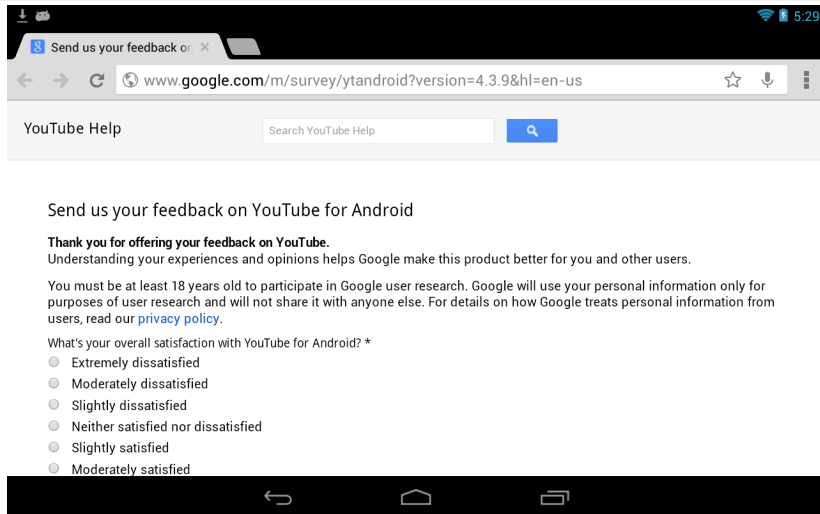 5:29
8 Send us your feedback on
www.google.com/m/survey/ytandroid?version=4.3.9&hl=en-us
YouTube Help
Search YouTube Help
Send us your feedback on YouTube for Android
Thank you for offering your feedback on YouTube.
Understanding your experiences and opinions helps Google make this product better for you and other users.
You must be at least 18 years old to participate in Google user research. Google will use your personal information only for
purposes of user research and will not share it with anyone else. For details on how Google treats personal information from
users, read our privacy policy.
What's your overall satisfaction with YouTube for Android? *
Extremely dissatisfied
Moderately dissatisfied
Slightly dissatisfied
Neither satisfied nor dissatisfied
Slightly satisfied
Moderately satisfied